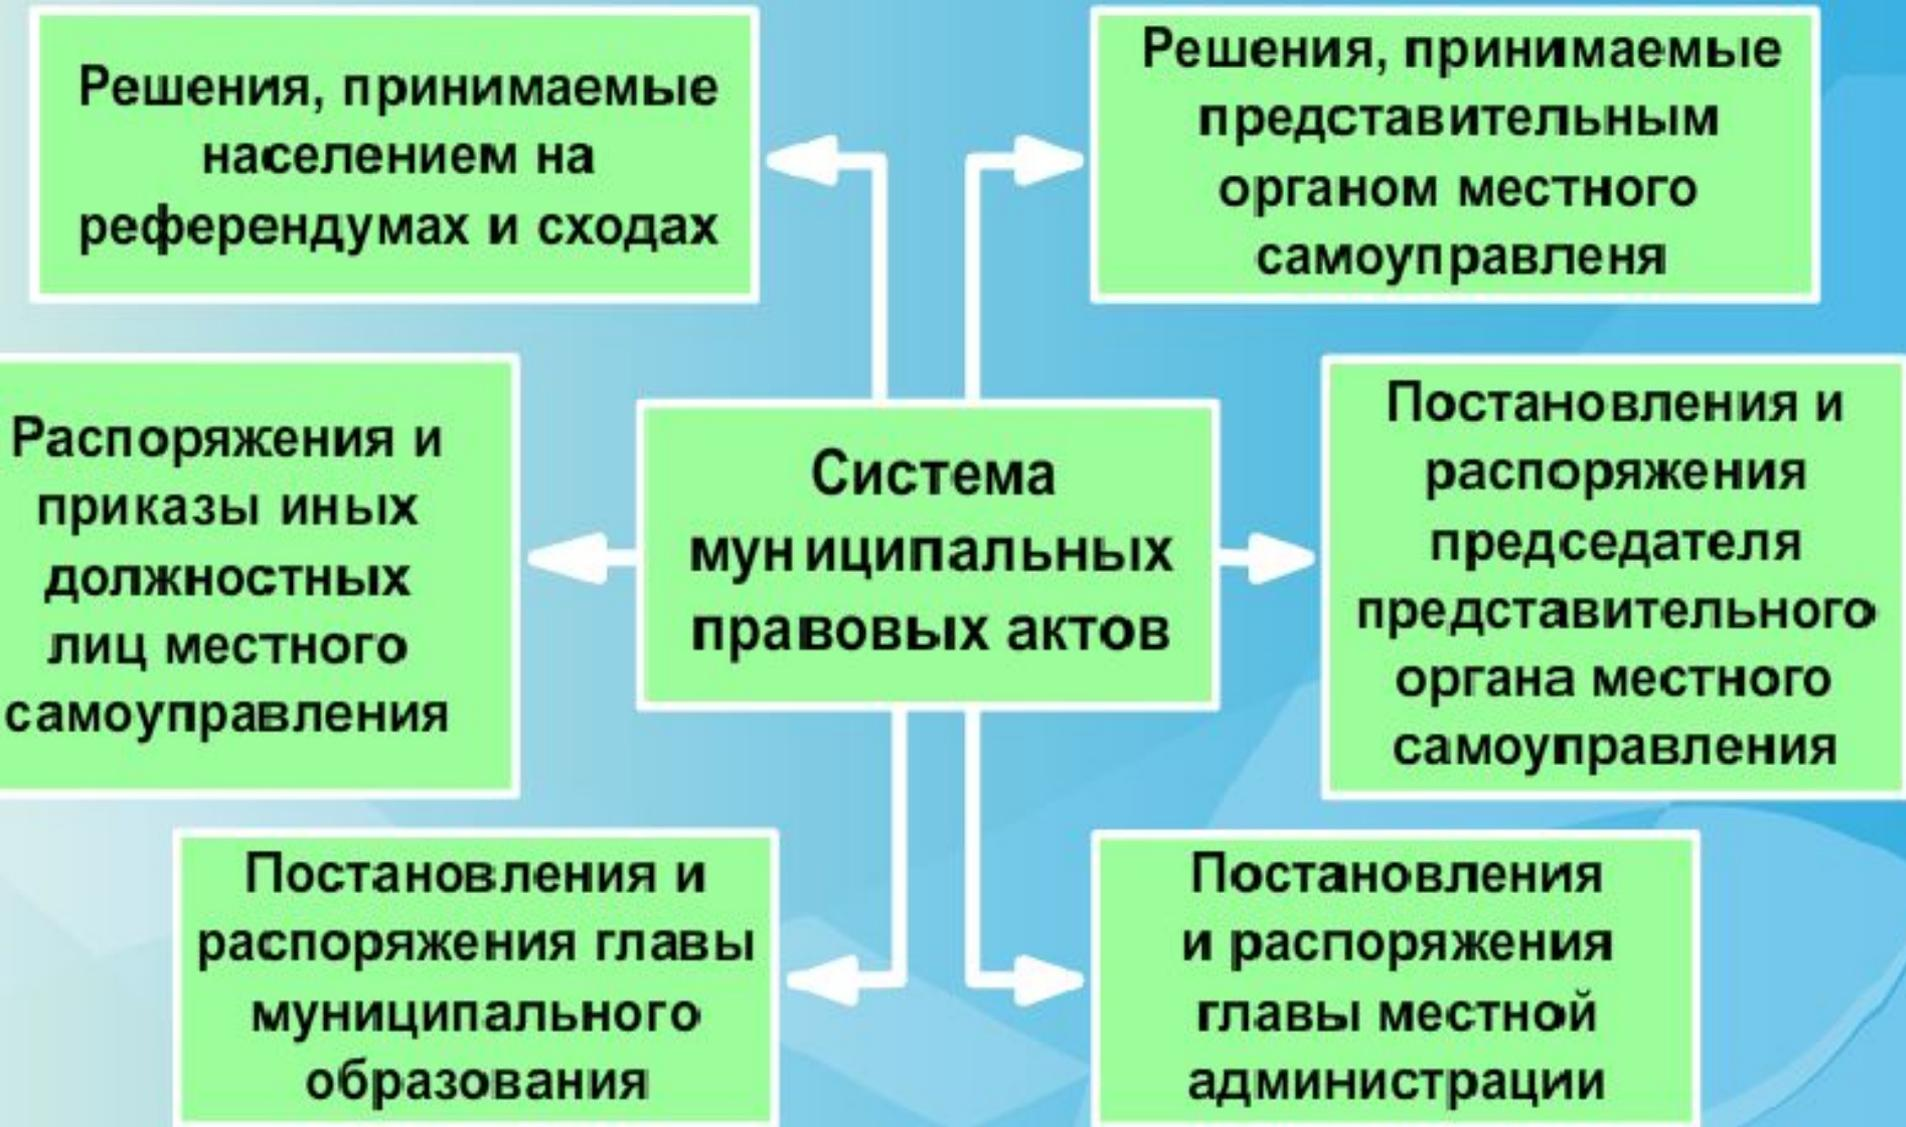 Решения, принимаемые
населением на
референдумах и сходах
Решения, принимаемые
представительным
органом местного
самоуправленя
Распоряжения и
приказы иных
должностных
лиц местного
самоуправления
Система
муниципальных
правовых актов
Постановления и
распоряжения
председателя
представительного
органа местного
самоуправления
Постановления и
распоряжения главы
муниципального
образования
Постановления
и распоряжения
главы местной
администрации